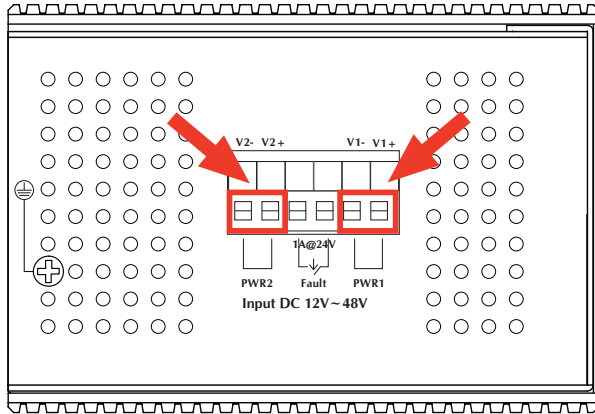 V2- V2+ V1- V1+
1A@24V
PWR2 Fault PWR1
Input DC 12V~48V